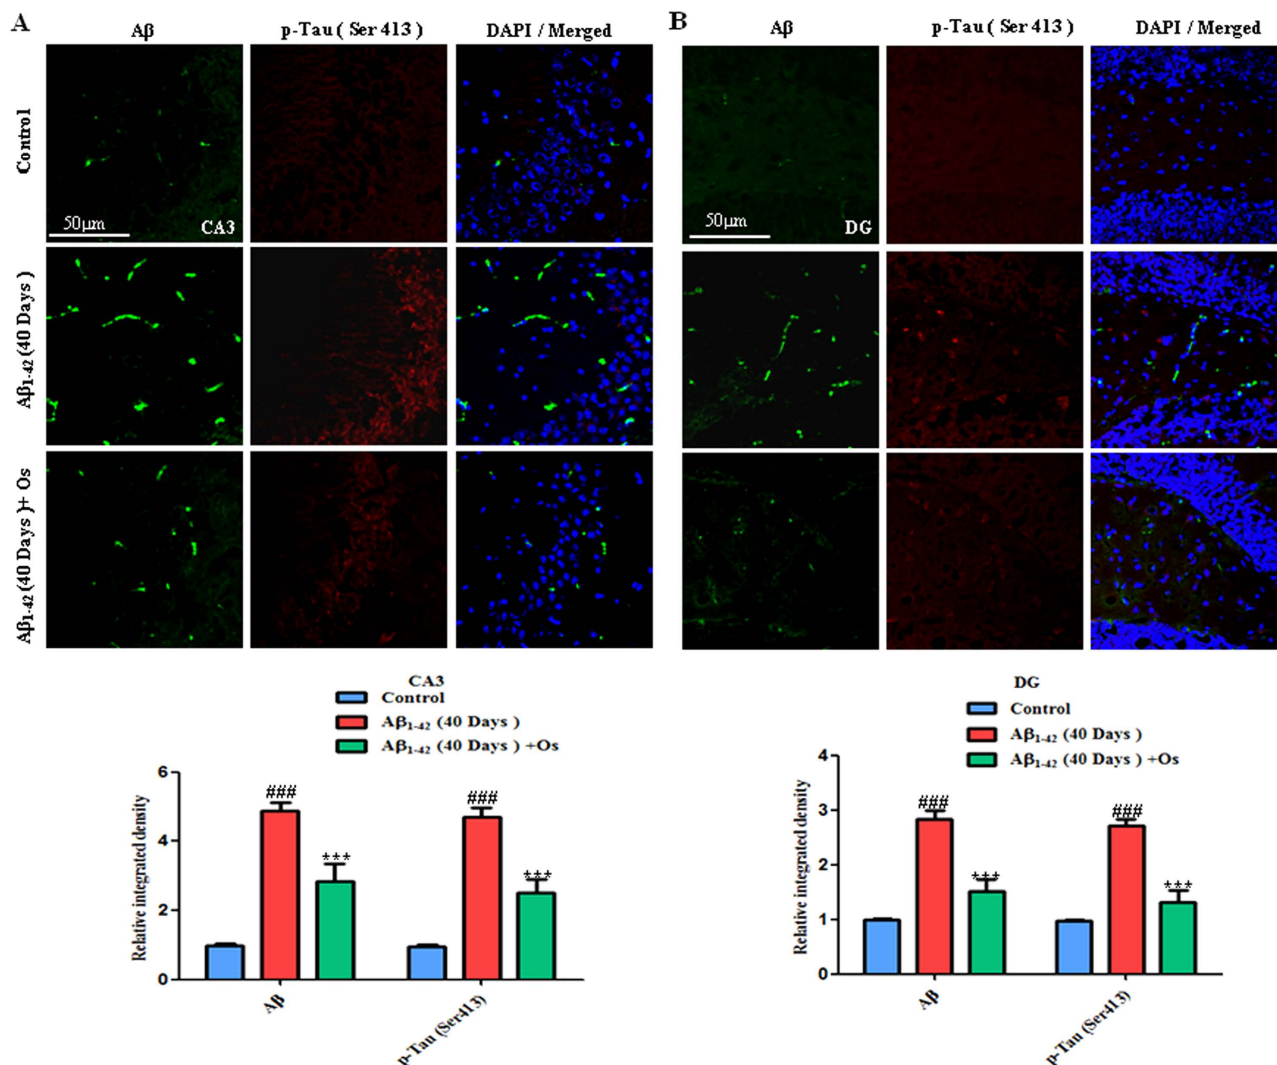 A
B
Aβ
p-Tau ( Ser 413 )
DAPI / Merged
Aβ
p-Tau ( Ser 413 )
DAPI / Merged
Control
50μm
CA3
50μm
DG
Aβ1-42 (40 Days )
Aβ1-42 (40 Days )+ Os
CA3
Control
Aβ1-42 (40 Days )
Aβ1-42 (40 Days ) +Os
Relative integrated density
6
4
2
0
###
***
###
***
Aβ
p-Tau (Ser413)
DG
Control
Aβ1-42 (40 Days )
Aβ1-42 (40 Days ) +Os
Relative integrated density
4
3
2
1
0
###
***
###
***
Aβ
p-Tau (Ser413)